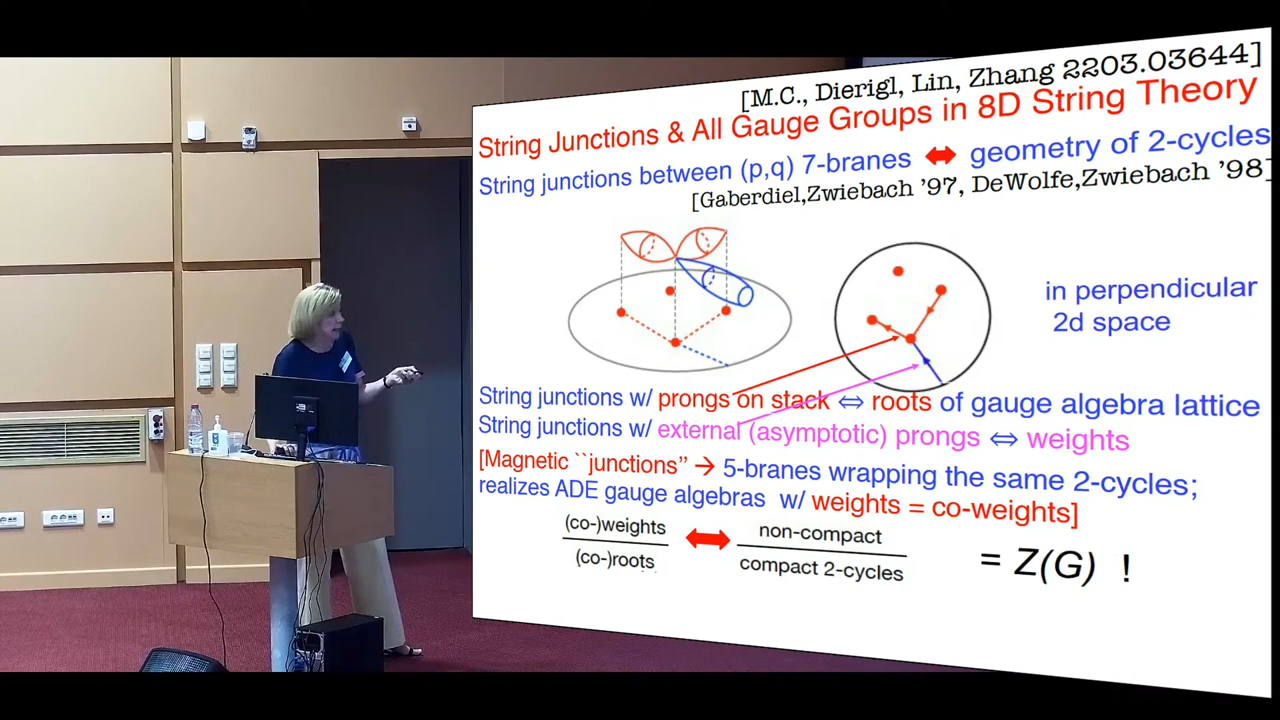 [M.C., Dierigl, Lin, Zhang 2203.03644]
String Junctions & All Gauge Groups in 8D String Theory
String junctions between (p,q) 7-branes ⇔ geometry of 2-cycles
[Gaberdiel,Zwiebach '97, DeWolfe,Zwiebach '98]
in perpendicular
2d space
String junctions w/ prongs on stack ⇔ roots of gauge algebra lattice
String junctions w/ external (asymptotic) prongs ⇔ weights
[Magnetic ``junctions'' → 5-branes wrapping the same 2-cycles;
realizes ADE gauge algebras w/ weights = co-weights]
(co-)weights
(co-)roots
⇔
non-compact
compact 2-cycles
= Z(G) !